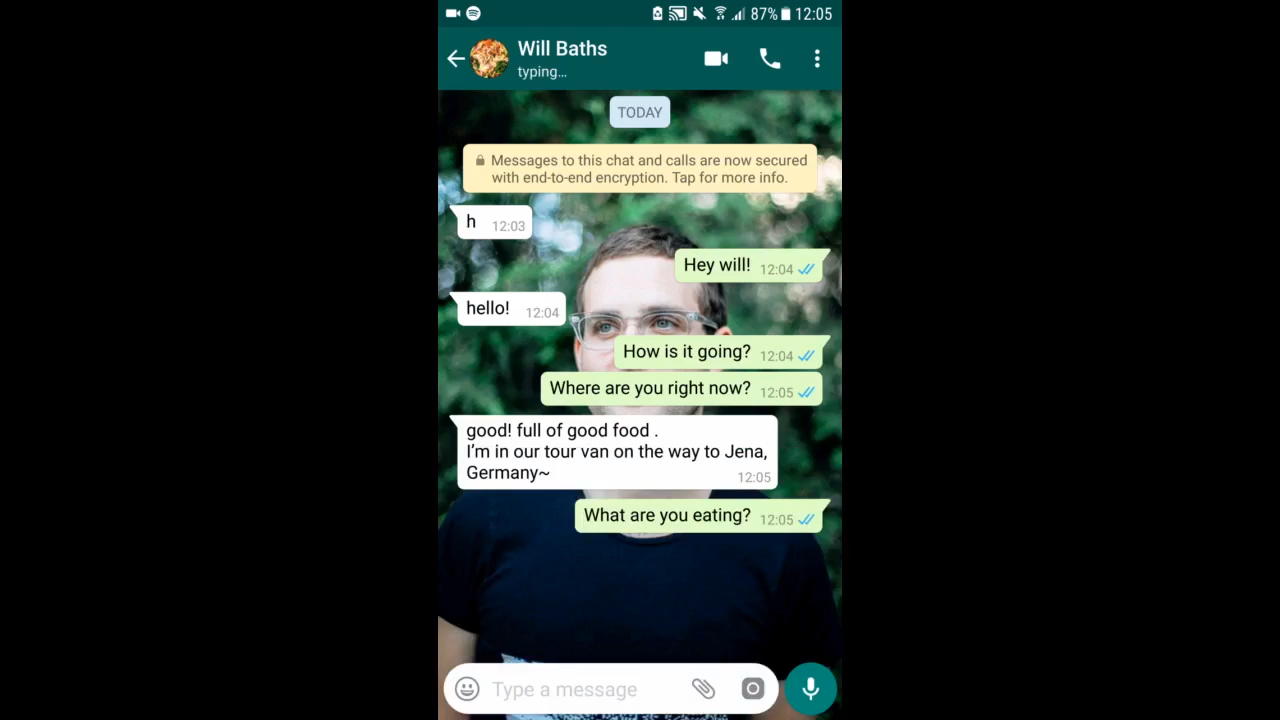 87% 12:05
Will Baths
typing...
TODAY
Messages to this chat and calls are now secured
with end-to-end encryption. Tap for more info.
h 12:03
Hey will! 12:04
hello! 12:04
How is it going? 12:04
Where are you right now? 12:05
good! full of good food .
I'm in our tour van on the way to Jena,
Germany~ 12:05
What are you eating? 12:05
Type a message